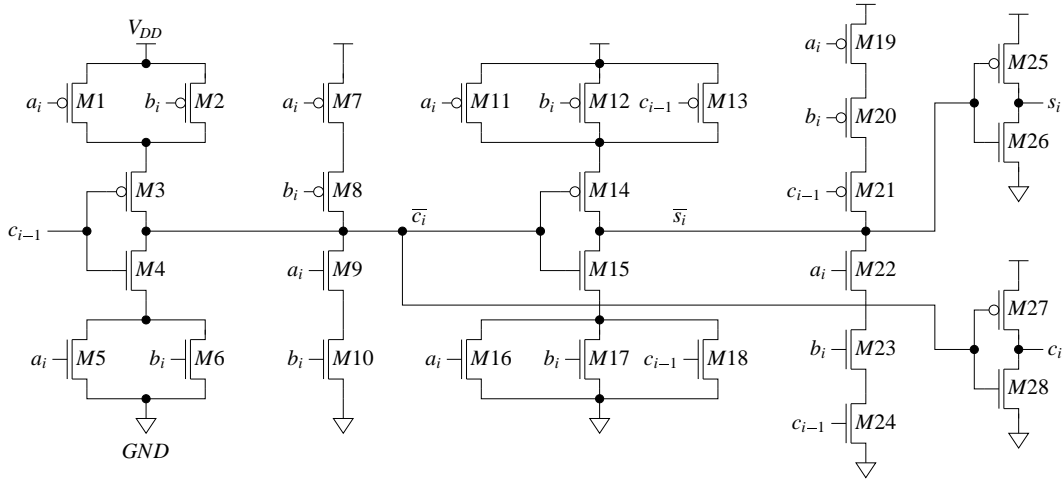 V_DD
a_i M1 b_i M2 a_i M7 a_i M11 b_i M12 c_{i−1} M13 a_i M19 M25
b_i M20 s_i
M26
M3 b_i M8 M14 c_{i−1} M21
c_{i−1} \overline{c_i} \overline{s_i}
M4 a_i M9 M15 a_i M22
M27
a_i M5 b_i M6 b_i M10 a_i M16 b_i M17 c_{i−1} M18 b_i M23 c_i
M28
c_{i−1} M24
GND